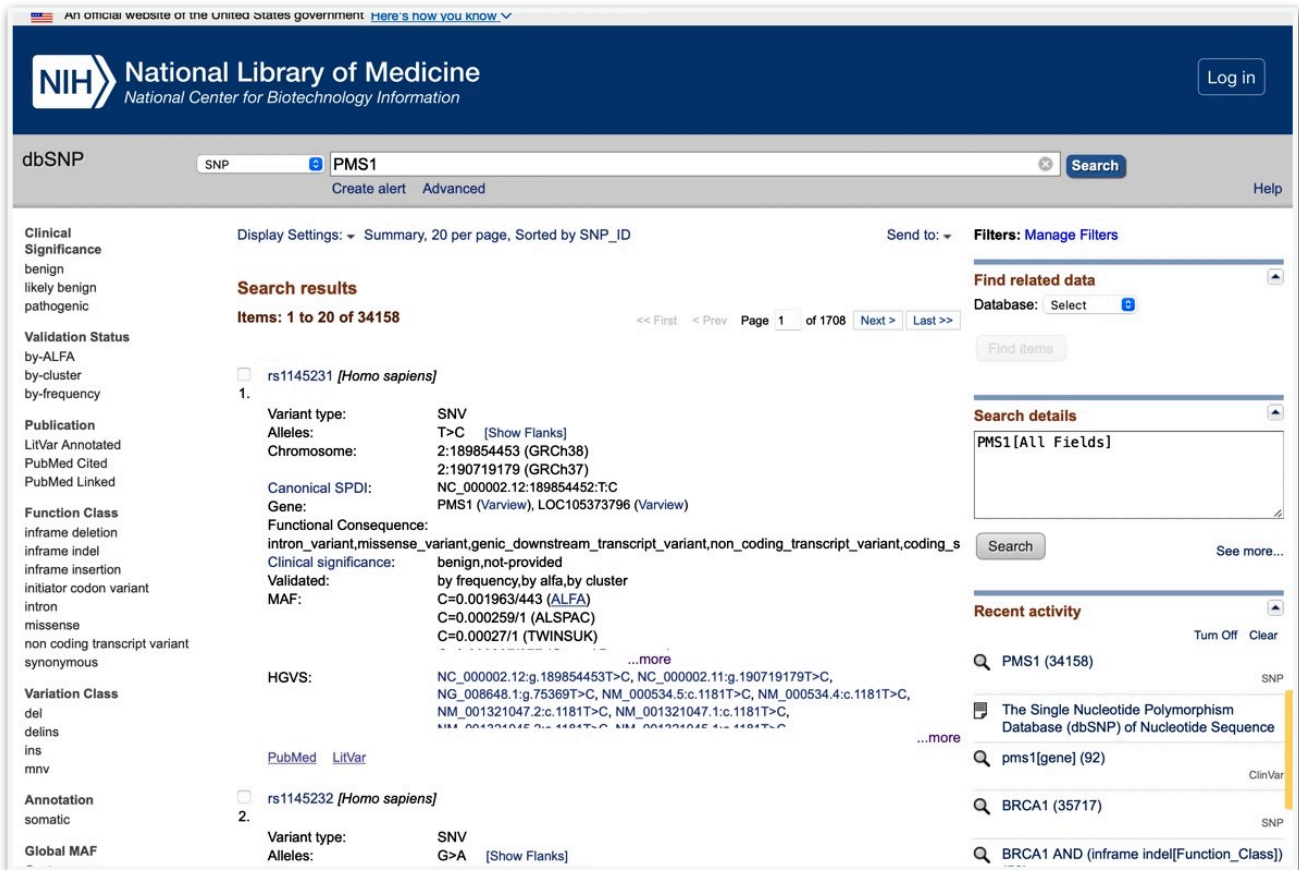 An official website of the United States government Here's how you know
NIH National Library of Medicine
National Center for Biotechnology Information
Log in
dbSNP
SNP
PMS1
Search
Create alert Advanced
Help
Clinical
Significance
benign
likely benign
pathogenic
Validation Status
by-ALFA
by-cluster
by-frequency
Publication
LitVar Annotated
PubMed Cited
PubMed Linked
Function Class
inframe deletion
inframe indel
inframe insertion
initiator codon variant
intron
missense
non coding transcript variant
synonymous
Variation Class
del
delins
ins
mnv
Annotation
somatic
Global MAF
Display Settings: Summary, 20 per page, Sorted by SNP_ID
Send to:
Search results
Items: 1 to 20 of 34158
<< First < Prev Page 1 of 1708 Next > Last >>
rs1145231 [Homo sapiens]
1.
Variant type: SNV
Alleles: T>C [Show Flanks]
Chromosome: 2:189854453 (GRCh38)
2:190719179 (GRCh37)
Canonical SPDI: NC_000002.12:189854452:T:C
Gene: PMS1 (Varview), LOC105373796 (Varview)
Functional Consequence:
intron_variant,missense_variant,genic_downstream_transcript_variant,non_coding_transcript_variant,coding_s
Clinical significance: benign,not-provided
Validated: by frequency,by alfa,by cluster
MAF: C=0.001963/443 (ALFA)
C=0.000259/1 (ALSPAC)
C=0.00027/1 (TWINSUK)
...more
HGVS: NC_000002.12:g.189854453T>C, NC_000002.11:g.190719179T>C,
NG_008648.1:g.75369T>C, NM_000534.5:c.1181T>C, NM_000534.4:c.1181T>C,
NM_001321047.2:c.1181T>C, NM_001321047.1:c.1181T>C,
...more
PubMed LitVar
rs1145232 [Homo sapiens]
2.
Variant type: SNV
Alleles: G>A [Show Flanks]
Filters: Manage Filters
Find related data
Database: Select
Find items
Search details
PMS1[All Fields]
Search
See more...
Recent activity
Turn Off Clear
PMS1 (34158)
SNP
The Single Nucleotide Polymorphism
Database (dbSNP) of Nucleotide Sequence
pms1[gene] (92)
ClinVar
BRCA1 (35717)
SNP
BRCA1 AND (inframe indel[Function_Class])